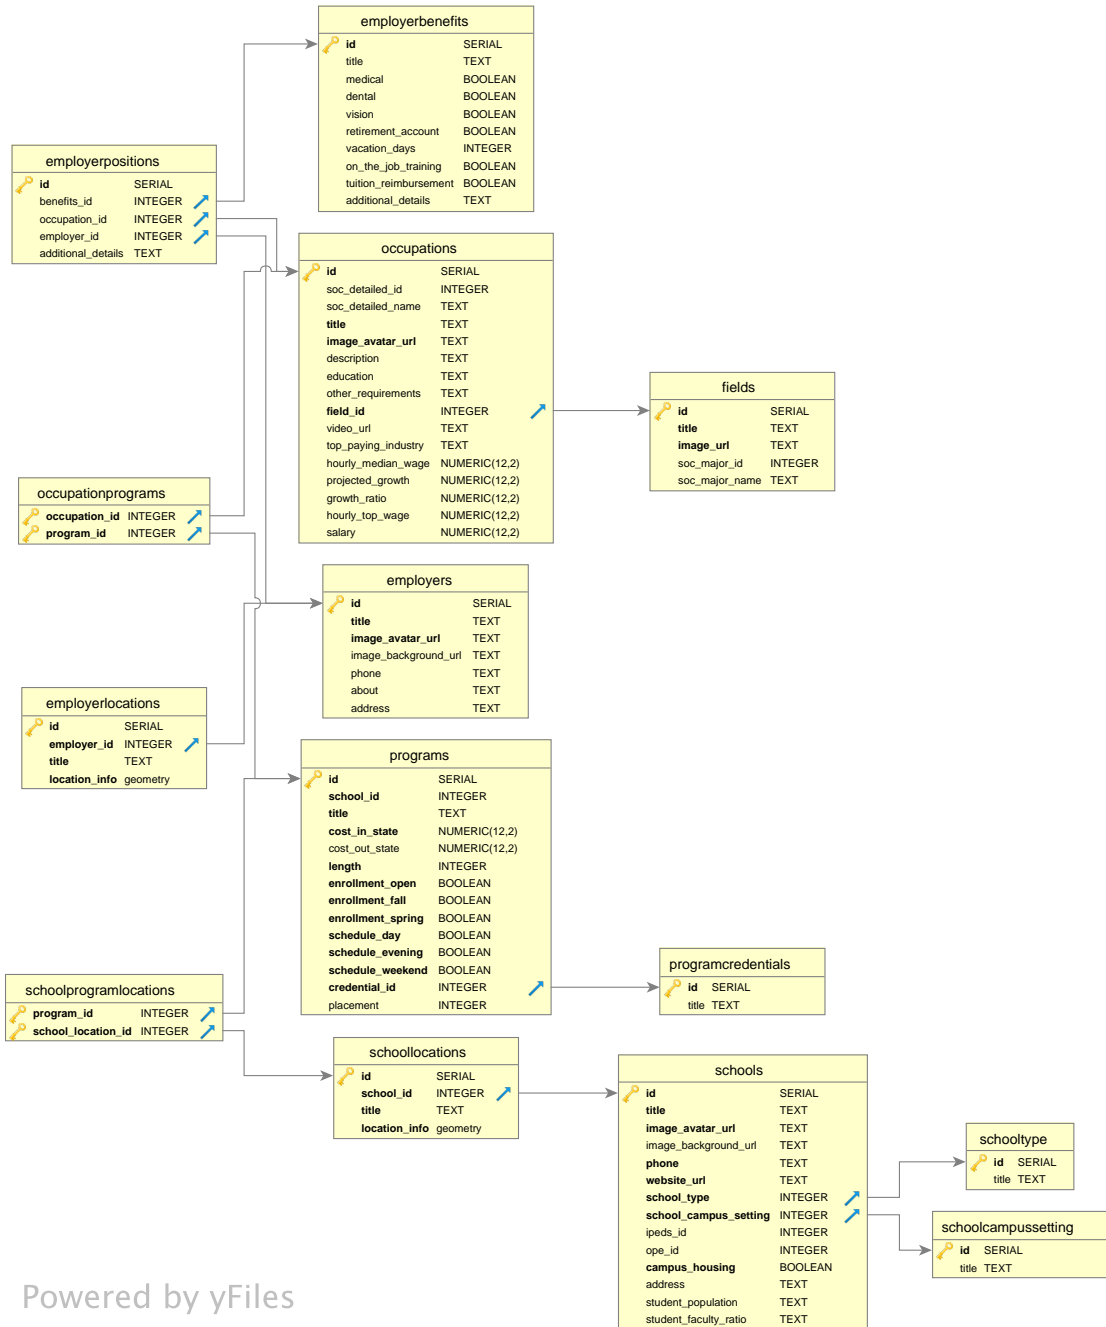 employerbenefits
id SERIAL
title TEXT
medical BOOLEAN
dental BOOLEAN
vision BOOLEAN
retirement_account BOOLEAN
vacation_days INTEGER
on_the_job_training BOOLEAN
tuition_reimbursement BOOLEAN
additional_details TEXT
employerpositions
id SERIAL
benefits_id INTEGER
occupation_id INTEGER
employer_id INTEGER
additional_details TEXT
occupations
id SERIAL
soc_detailed_id INTEGER
soc_detailed_name TEXT
title TEXT
image_avatar_url TEXT
description TEXT
education TEXT
other_requirements TEXT
field_id INTEGER
video_url TEXT
top_paying_industry TEXT
hourly_median_wage NUMERIC(12,2)
projected_growth NUMERIC(12,2)
growth_ratio NUMERIC(12,2)
hourly_top_wage NUMERIC(12,2)
salary NUMERIC(12,2)
fields
id SERIAL
title TEXT
image_url TEXT
soc_major_id INTEGER
soc_major_name TEXT
occupationprograms
occupation_id INTEGER
program_id INTEGER
employers
id SERIAL
title TEXT
image_avatar_url TEXT
image_background_url TEXT
phone TEXT
about TEXT
address TEXT
employerlocations
id SERIAL
employer_id INTEGER
title TEXT
location_info geometry
programs
id SERIAL
school_id INTEGER
title TEXT
cost_in_state NUMERIC(12,2)
cost_out_state NUMERIC(12,2)
length INTEGER
enrollment_open BOOLEAN
enrollment_fall BOOLEAN
enrollment_spring BOOLEAN
schedule_day BOOLEAN
schedule_evening BOOLEAN
schedule_weekend BOOLEAN
credential_id INTEGER
placement INTEGER
programcredentials
id SERIAL
title TEXT
schoolprogramlocations
program_id INTEGER
school_location_id INTEGER
schoollocations
id SERIAL
school_id INTEGER
title TEXT
location_info geometry
schools
id SERIAL
title TEXT
image_avatar_url TEXT
image_background_url TEXT
phone TEXT
website_url TEXT
school_type INTEGER
school_campus_setting INTEGER
ipeds_id INTEGER
ope_id INTEGER
campus_housing BOOLEAN
address TEXT
student_population TEXT
student_faculty_ratio TEXT
schooltype
id SERIAL
title TEXT
schoolcampussetting
id SERIAL
title TEXT
Powered by yFiles